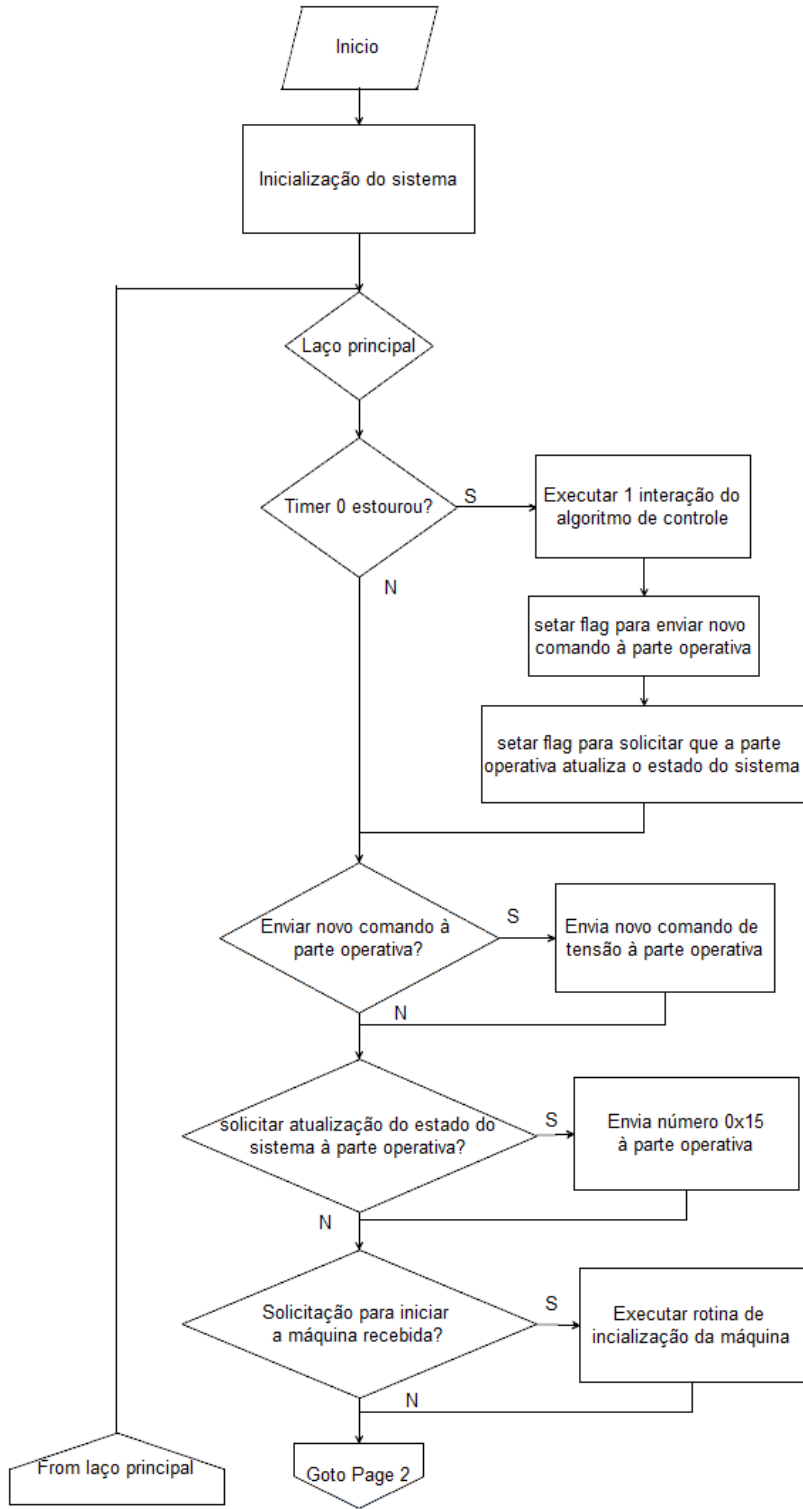 Inicio
Inicialização do sistema
Laço principal
Timer 0 estourou?
S
Executar 1 interação do
algoritmo de controle
N
setar flag para enviar novo
comando à parte operativa
setar flag para solicitar que a parte
operativa atualiza o estado do sistema
Enviar novo comando à
parte operativa?
S
Envia novo comando de
tensão à parte operativa
N
solicitar atualização do estado do
sistema à parte operativa?
S
Envia número 0x15
à parte operativa
N
Solicitação para iniciar
a máquina recebida?
S
Executar rotina de
incialização da máquina
N
From laço principal
Goto Page 2